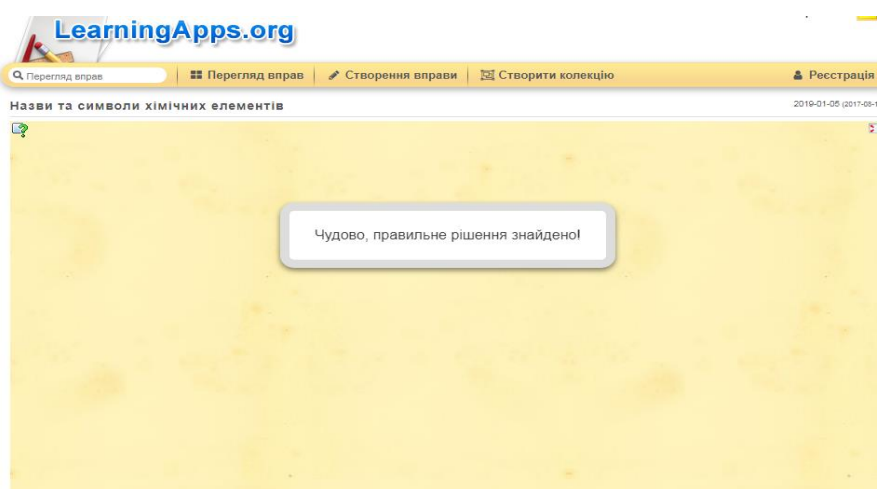 LearningApps.org
Перегляд вправ Перегляд вправ Створення вправи Створити колекцію Реєстрація
Назви та символи хімічних елементів 2019-01-05
Чудово, правильне рішення знайдено!